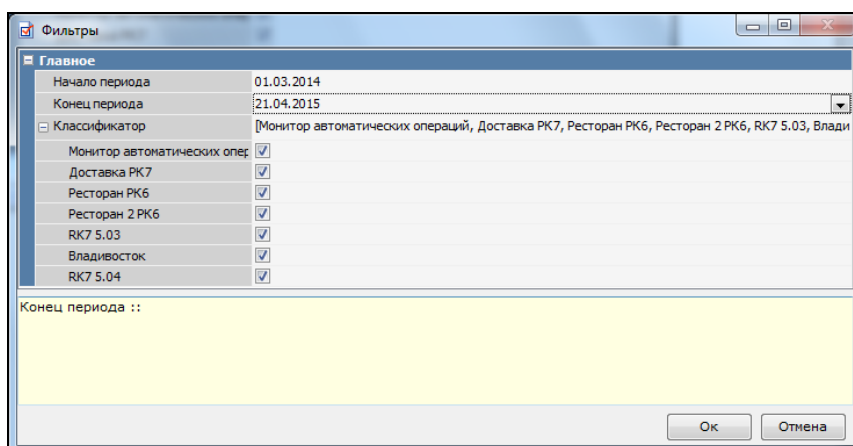 Фильтры
Главное
Начало периода 01.03.2014
Конец периода 21.04.2015
Классификатор [Монитор автоматических операций, Доставка РК7, Ресторан РК6, Ресторан 2 РК6, RK7 5.03, Влади
Монитор автоматических опер
Доставка РК7
Ресторан РК6
Ресторан 2 РК6
RK7 5.03
Владивосток
RK7 5.04
Конец периода ::
Ок Отмена